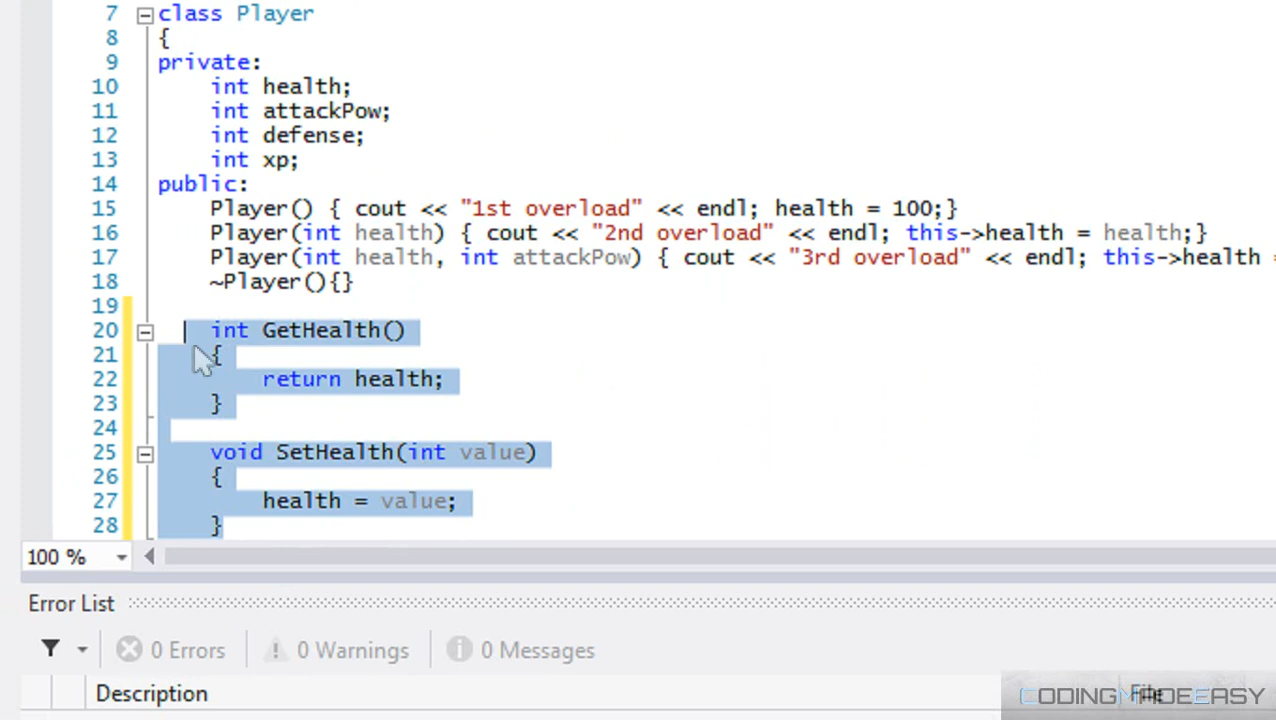 7 class Player
8 {
9 private:
10 int health;
11 int attackPow;
12 int defense;
13 int xp;
14 public:
15 Player() { cout << "1st overload" << endl; health = 100;}
16 Player(int health) { cout << "2nd overload" << endl; this->health = health;}
17 Player(int health, int attackPow) { cout << "3rd overload" << endl; this->health =
18 ~Player(){}
19
20 int GetHealth()
21 {
22 return health;
23 }
24
25 void SetHealth(int value)
26 {
27 health = value;
28 }
100 %
Error List
0 Errors 0 Warnings 0 Messages
Description File
CODINGMADEEASY